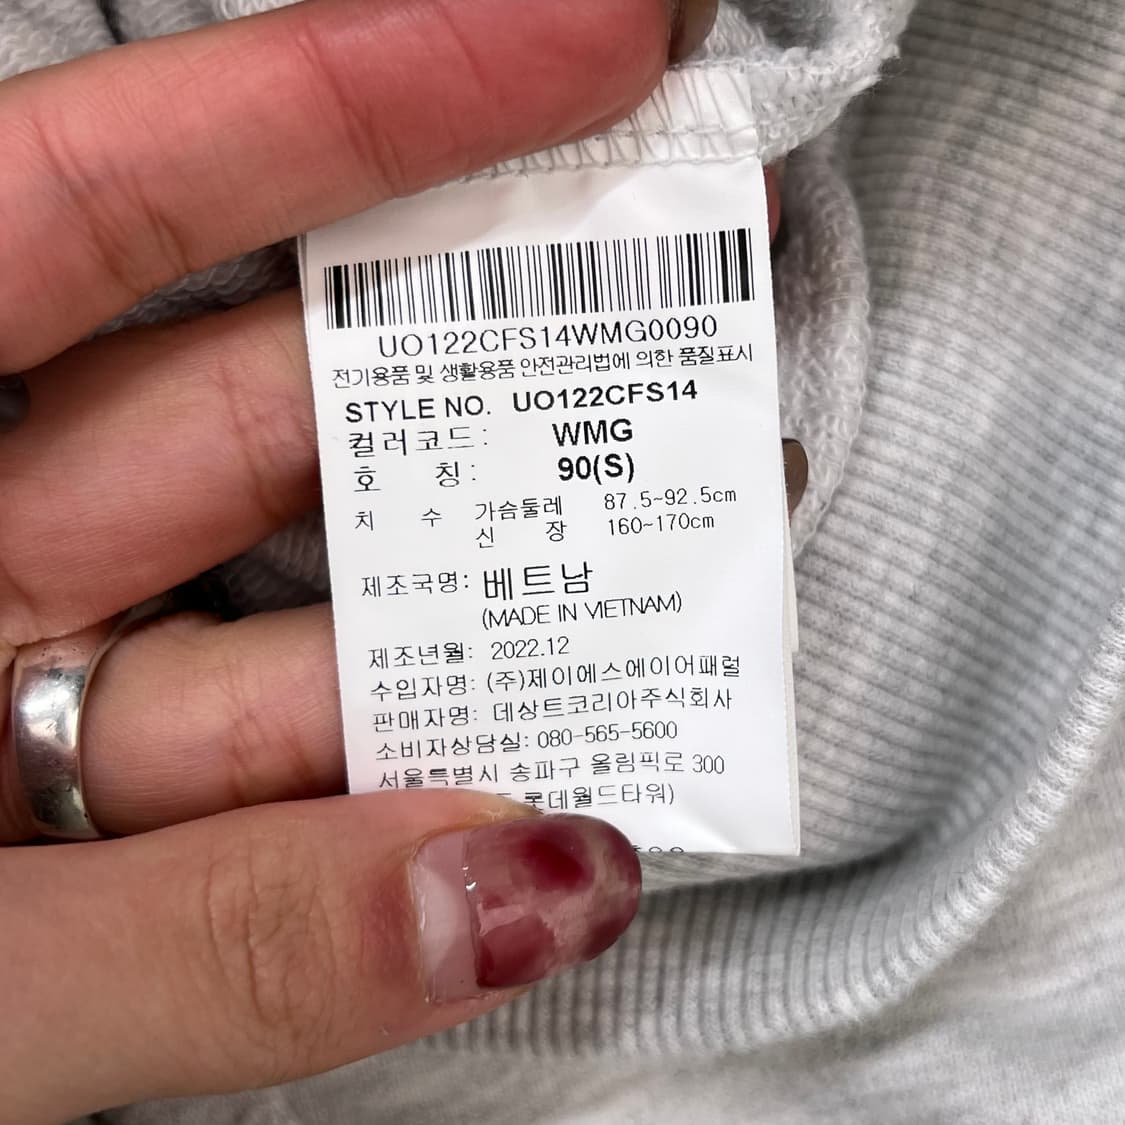 UO122CFS14WMG0090
전기용품 및 생활용품 안전관리법에 의한 품질표시
STYLE NO. UO122CFS14
컬러코드: WMG
호 칭: 90(S)
치 수 가슴둘레 87.5~92.5cm
신 장 160~170cm
제조국명: 베트남
(MADE IN VIETNAM)
제조년월: 2022.12
수입자명: (주)제이에스에이어패럴
판매자명: 데상트코리아주식회사
소비자상담실: 080-565-5600
서울특별시 송파구 올림픽로 300
롯데월드타워)